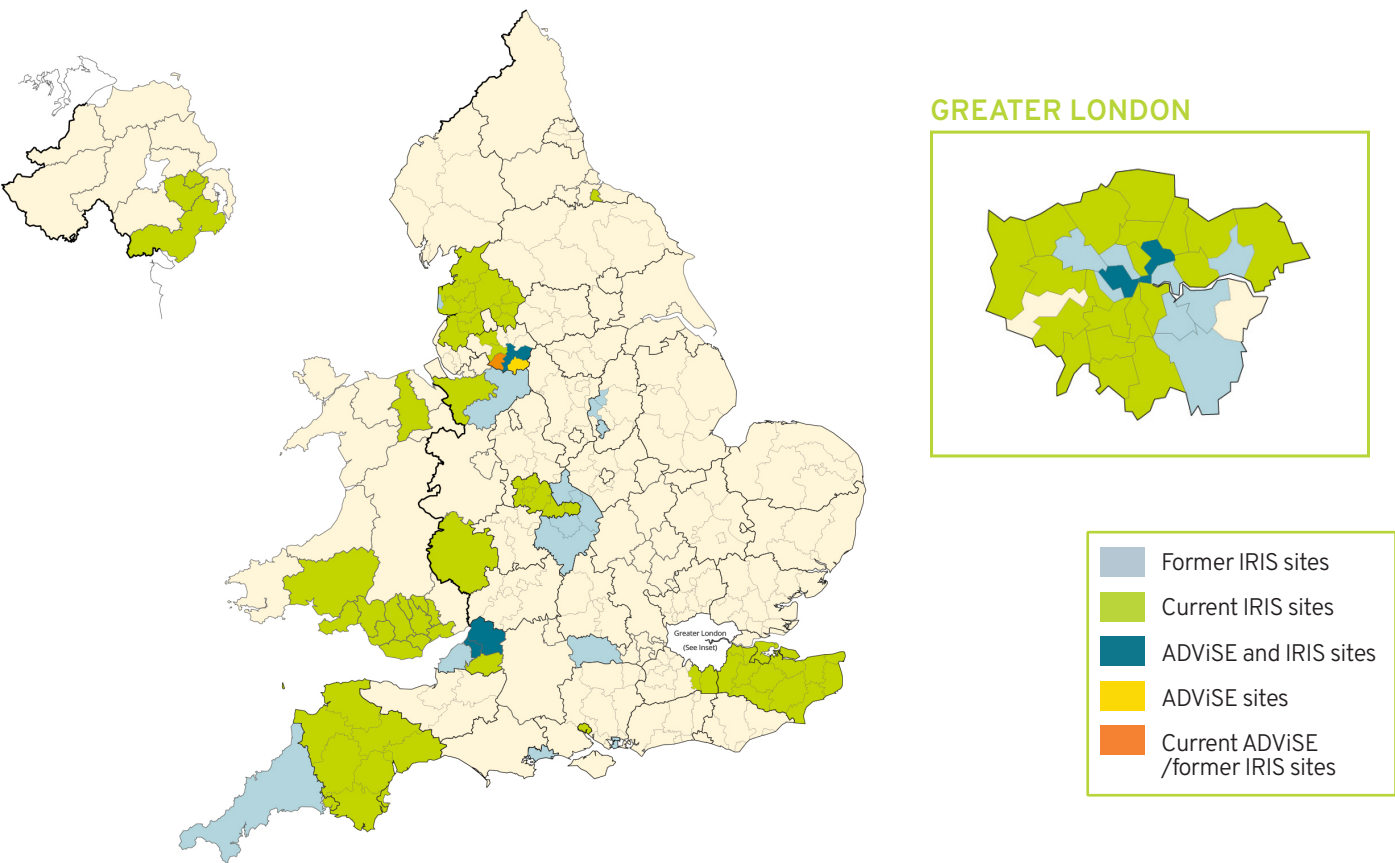 GREATER LONDON
Greater London
(See Inset)
Former IRIS sites
Current IRIS sites
ADViSE and IRIS sites
ADViSE sites
Current ADViSE
/former IRIS sites